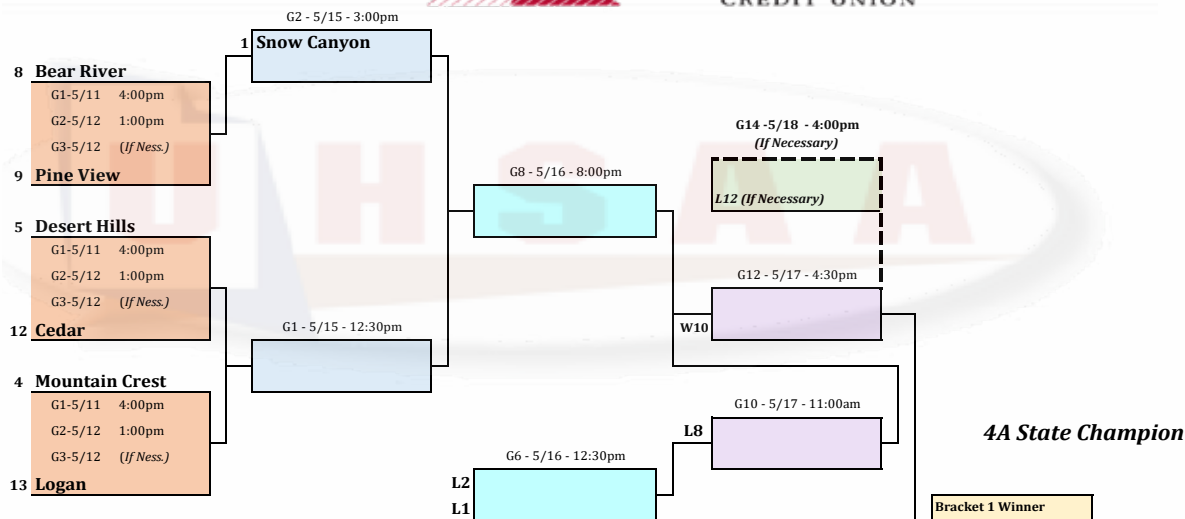 CREDIT UNION
G2 - 5/15 - 3:00pm
1 Snow Canyon
8 Bear River
G1-5/11 4:00pm
G2-5/12 1:00pm
G3-5/12 (If Ness.)
9 Pine View
G14 -5/18 - 4:00pm
(If Necessary)
L12 (If Necessary)
G8 - 5/16 - 8:00pm
5 Desert Hills
G1-5/11 4:00pm
G2-5/12 1:00pm
G3-5/12 (If Ness.)
12 Cedar
G12 - 5/17 - 4:30pm
W10
G1 - 5/15 - 12:30pm
4 Mountain Crest
G1-5/11 4:00pm
G2-5/12 1:00pm
G3-5/12 (If Ness.)
13 Logan
G10 - 5/17 - 11:00am
L8
4A State Champion
G6 - 5/16 - 12:30pm
L2
L1
Bracket 1 Winner
UHSAA